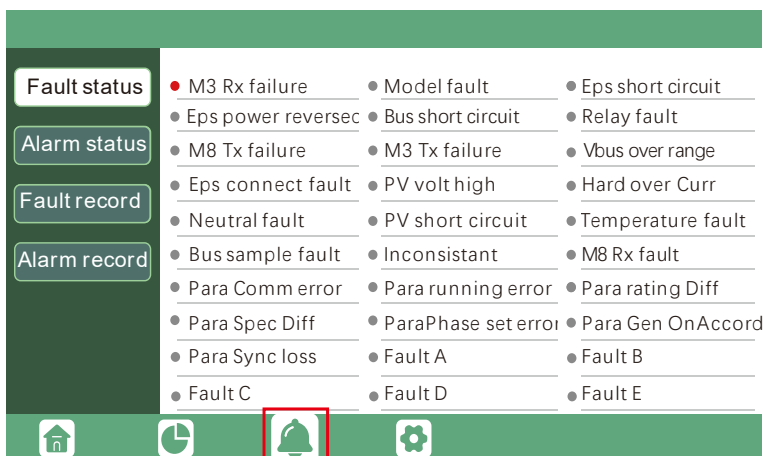 Fault status
Alarm status
Fault record
Alarm record
M3 Rx failure Model fault Eps short circuit
Eps power reversec Bus short circuit Relay fault
M8 Tx failure M3 Tx failure Vbus over range
Eps connect fault PV volt high Hard over Curr
Neutral fault PV short circuit Temperature fault
Bus sample fault Inconsistant M8 Rx fault
Para Comm error Para running error Para rating Diff
Para Spec Diff ParaPhase set error Para Gen OnAccord
Para Sync loss Fault A Fault B
Fault C Fault D Fault E